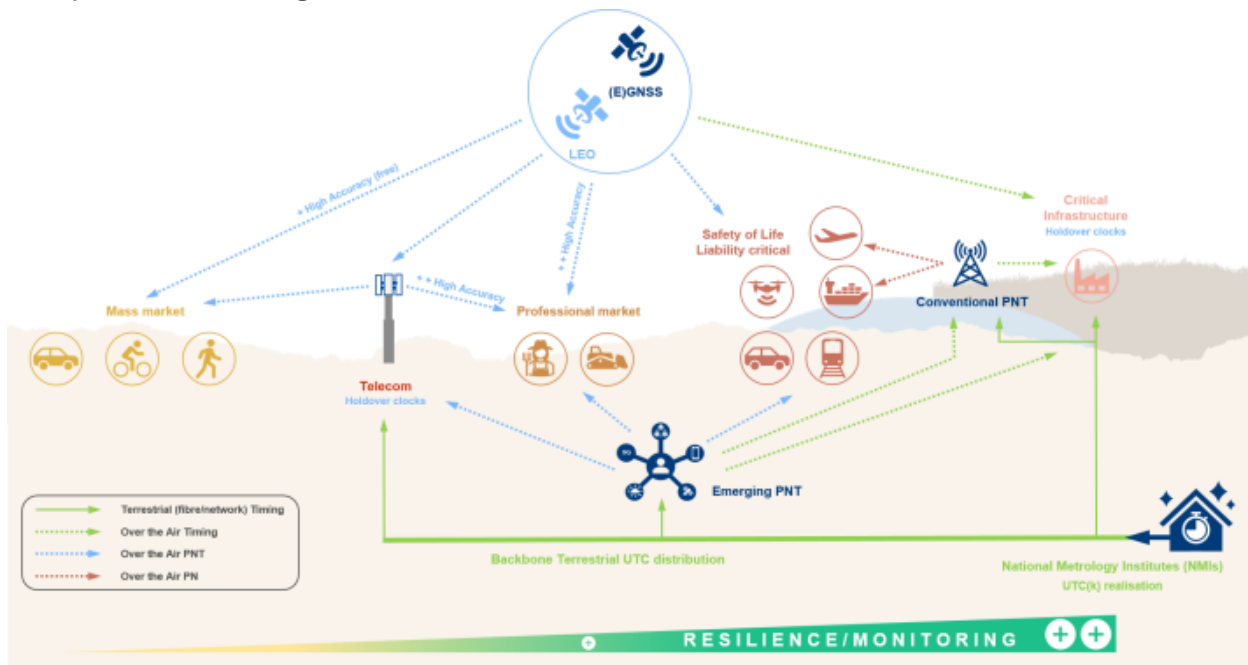 (E)GNSS
LEO
+ High Accuracy (free)
+ + High Accuracy
Critical
Infrastructure
Holdover clocks
Safety of Life
Liability critical
+ + High Accuracy
Mass market
Professional market
Conventional PNT
Telecom
Holdover clocks
5G
Emerging PNT
Terrestrial (fibre/network) Timing
Over the Air Timing
Over the Air PNT
Over the Air PN
Backbone Terrestrial UTC distribution
National Metrology Institutes (NMIs)
UTC(k) realisation
+ RESILIENCE/MONITORING + +